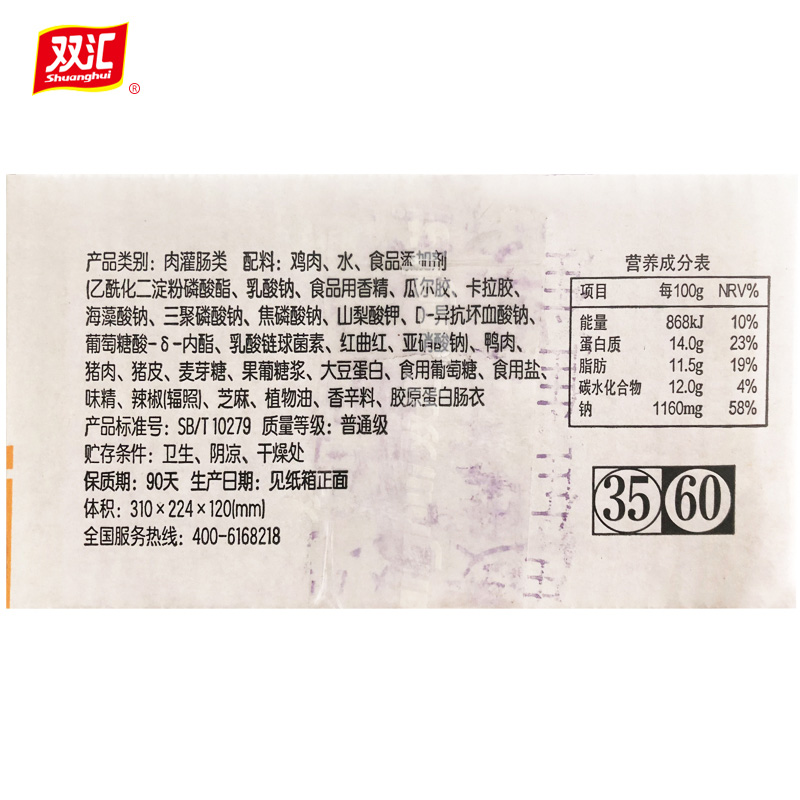 双汇
Shuanghui
®
产品类别：肉灌肠类 配料：鸡肉、水、食品添加剂
(乙酰化二淀粉磷酸酯、乳酸钠、食品用香精、瓜尔胶、卡拉胶、
海藻酸钠、三聚磷酸钠、焦磷酸钠、山梨酸钾、D-异抗坏血酸钠、
葡萄糖酸-δ-内酯、乳酸链球菌素、红曲红、亚硝酸钠)、鸭肉、
猪肉、猪皮、麦芽糖、果葡糖浆、大豆蛋白、食用葡萄糖、食用盐、
味精、辣椒(辐照)、芝麻、植物油、香辛料、胶原蛋白肠衣
产品标准号：SB/T 10279 质量等级：普通级
贮存条件：卫生、阴凉、干燥处
保质期：90天 生产日期：见纸箱正面
体积：310×224×120(mm)
全国服务热线：400-6168218
营养成分表
项目 每100g NRV%
能量 868kJ 10%
蛋白质 14.0g 23%
脂肪 11.5g 19%
碳水化合物 12.0g 4%
钠 1160mg 58%
35 60